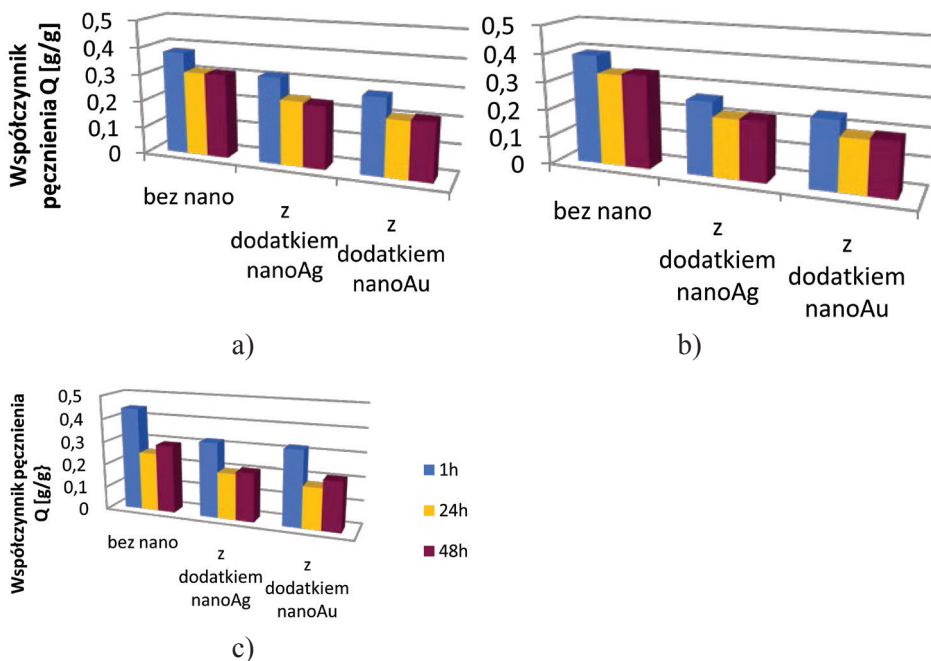 Współczynnik
pęcznienia Q [g/g]
0,5
0,4
0,3
0,2
0,1
0
bez nano
z
dodatkiem
nanoAg
z
dodatkiem
nanoAu
a)
0,5
0,4
0,3
0,2
0,1
0
bez nano
z
dodatkiem
nanoAg
z
dodatkiem
nanoAu
b)
Współczynnik pęcznienia
Q [g/g}
0,5
0,4
0,3
0,2
0,1
0
bez nano
z
dodatkiem
nanoAg
z
dodatkiem
nanoAu
1h
24h
48h
c)